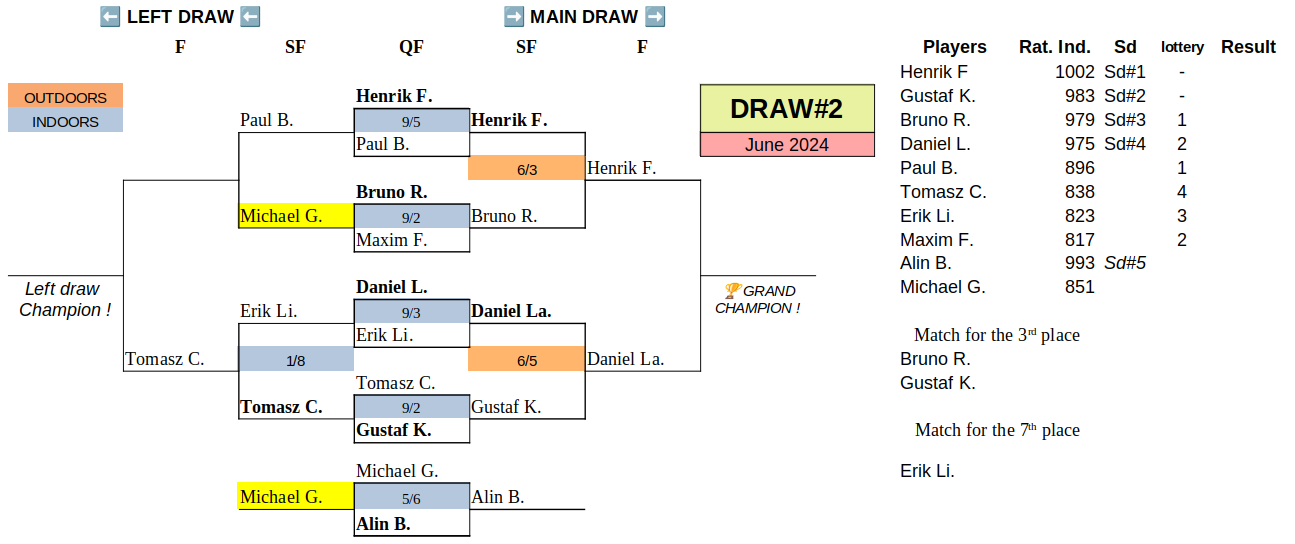 ⬅ LEFT DRAW ⬅
➡ MAIN DRAW ➡
F SF QF SF F
OUTDOORS
INDOORS
Henrik F.
Paul B. 9/5 Henrik F.
Paul B.
6/3 Henrik F.
Bruno R.
Michael G. 9/2 Bruno R.
Maxim F.
Left draw
Champion !
Daniel L.
Erik Li. 9/3 Daniel La.
Erik Li.
Tomasz C. 1/8 6/5 Daniel La.
Tomasz C.
Tomasz C. 9/2 Gustaf K.
Gustaf K.
Michael G.
Michael G. 5/6 Alin B.
Alin B.
DRAW#2
June 2024
🏆GRAND
CHAMPION !
Players Rat. Ind. Sd lottery Result
Henrik F 1002 Sd#1 -
Gustaf K. 983 Sd#2 -
Bruno R. 979 Sd#3 1
Daniel L. 975 Sd#4 2
Paul B. 896 1
Tomasz C. 838 4
Erik Li. 823 3
Maxim F. 817 2
Alin B. 993 Sd#5
Michael G. 851
Match for the 3rd place
Bruno R.
Gustaf K.
Match for the 7th place
Erik Li.